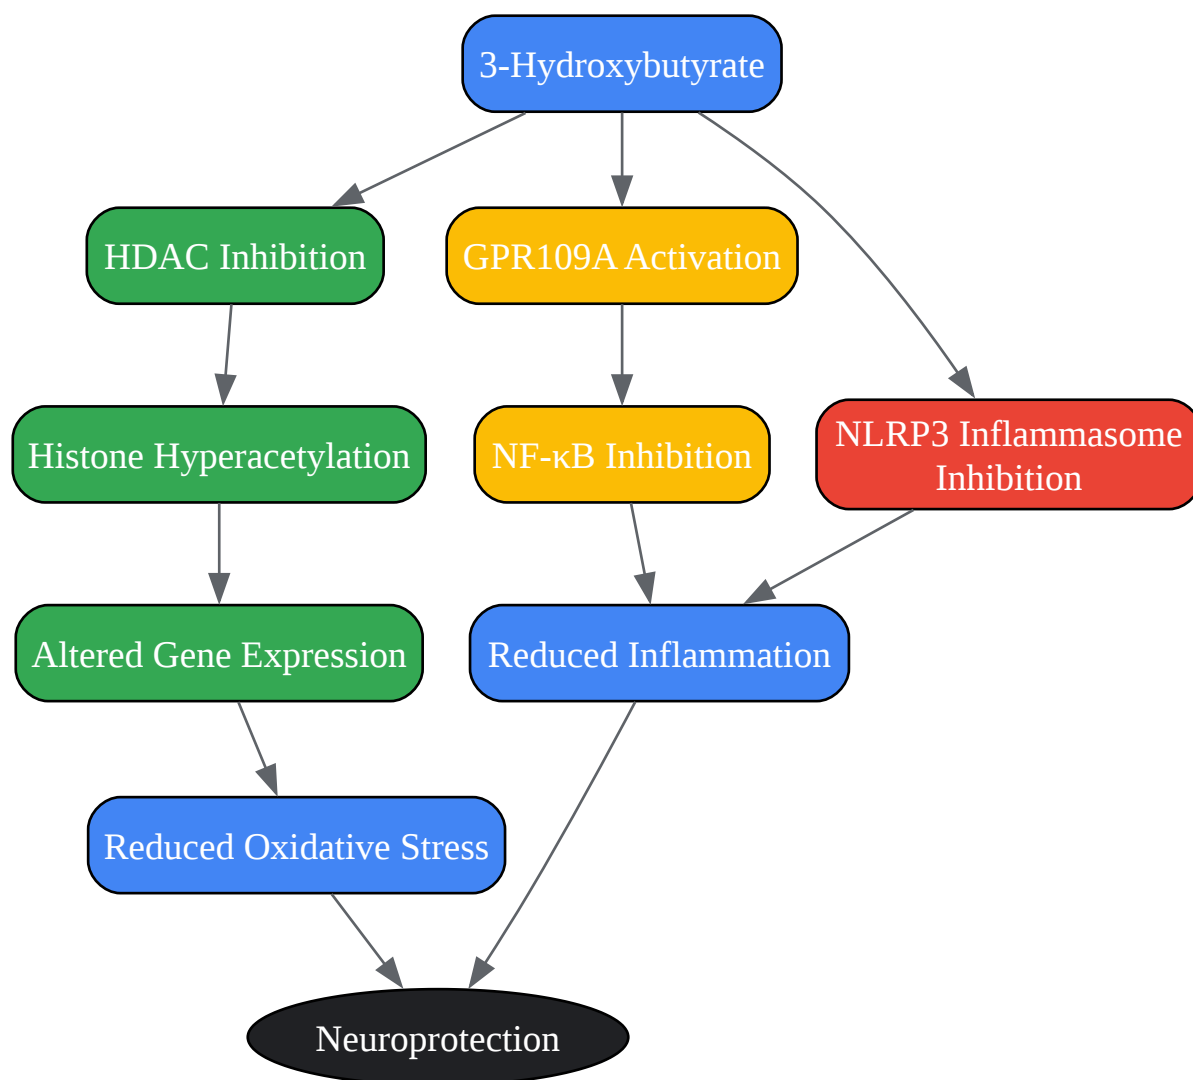 3-Hydroxybutyrate
HDAC Inhibition
GPR109A Activation
Histone Hyperacetylation
NF-κB Inhibition
NLRP3 Inflammasome
Inhibition
Altered Gene Expression
Reduced Inflammation
Reduced Oxidative Stress
Neuroprotection